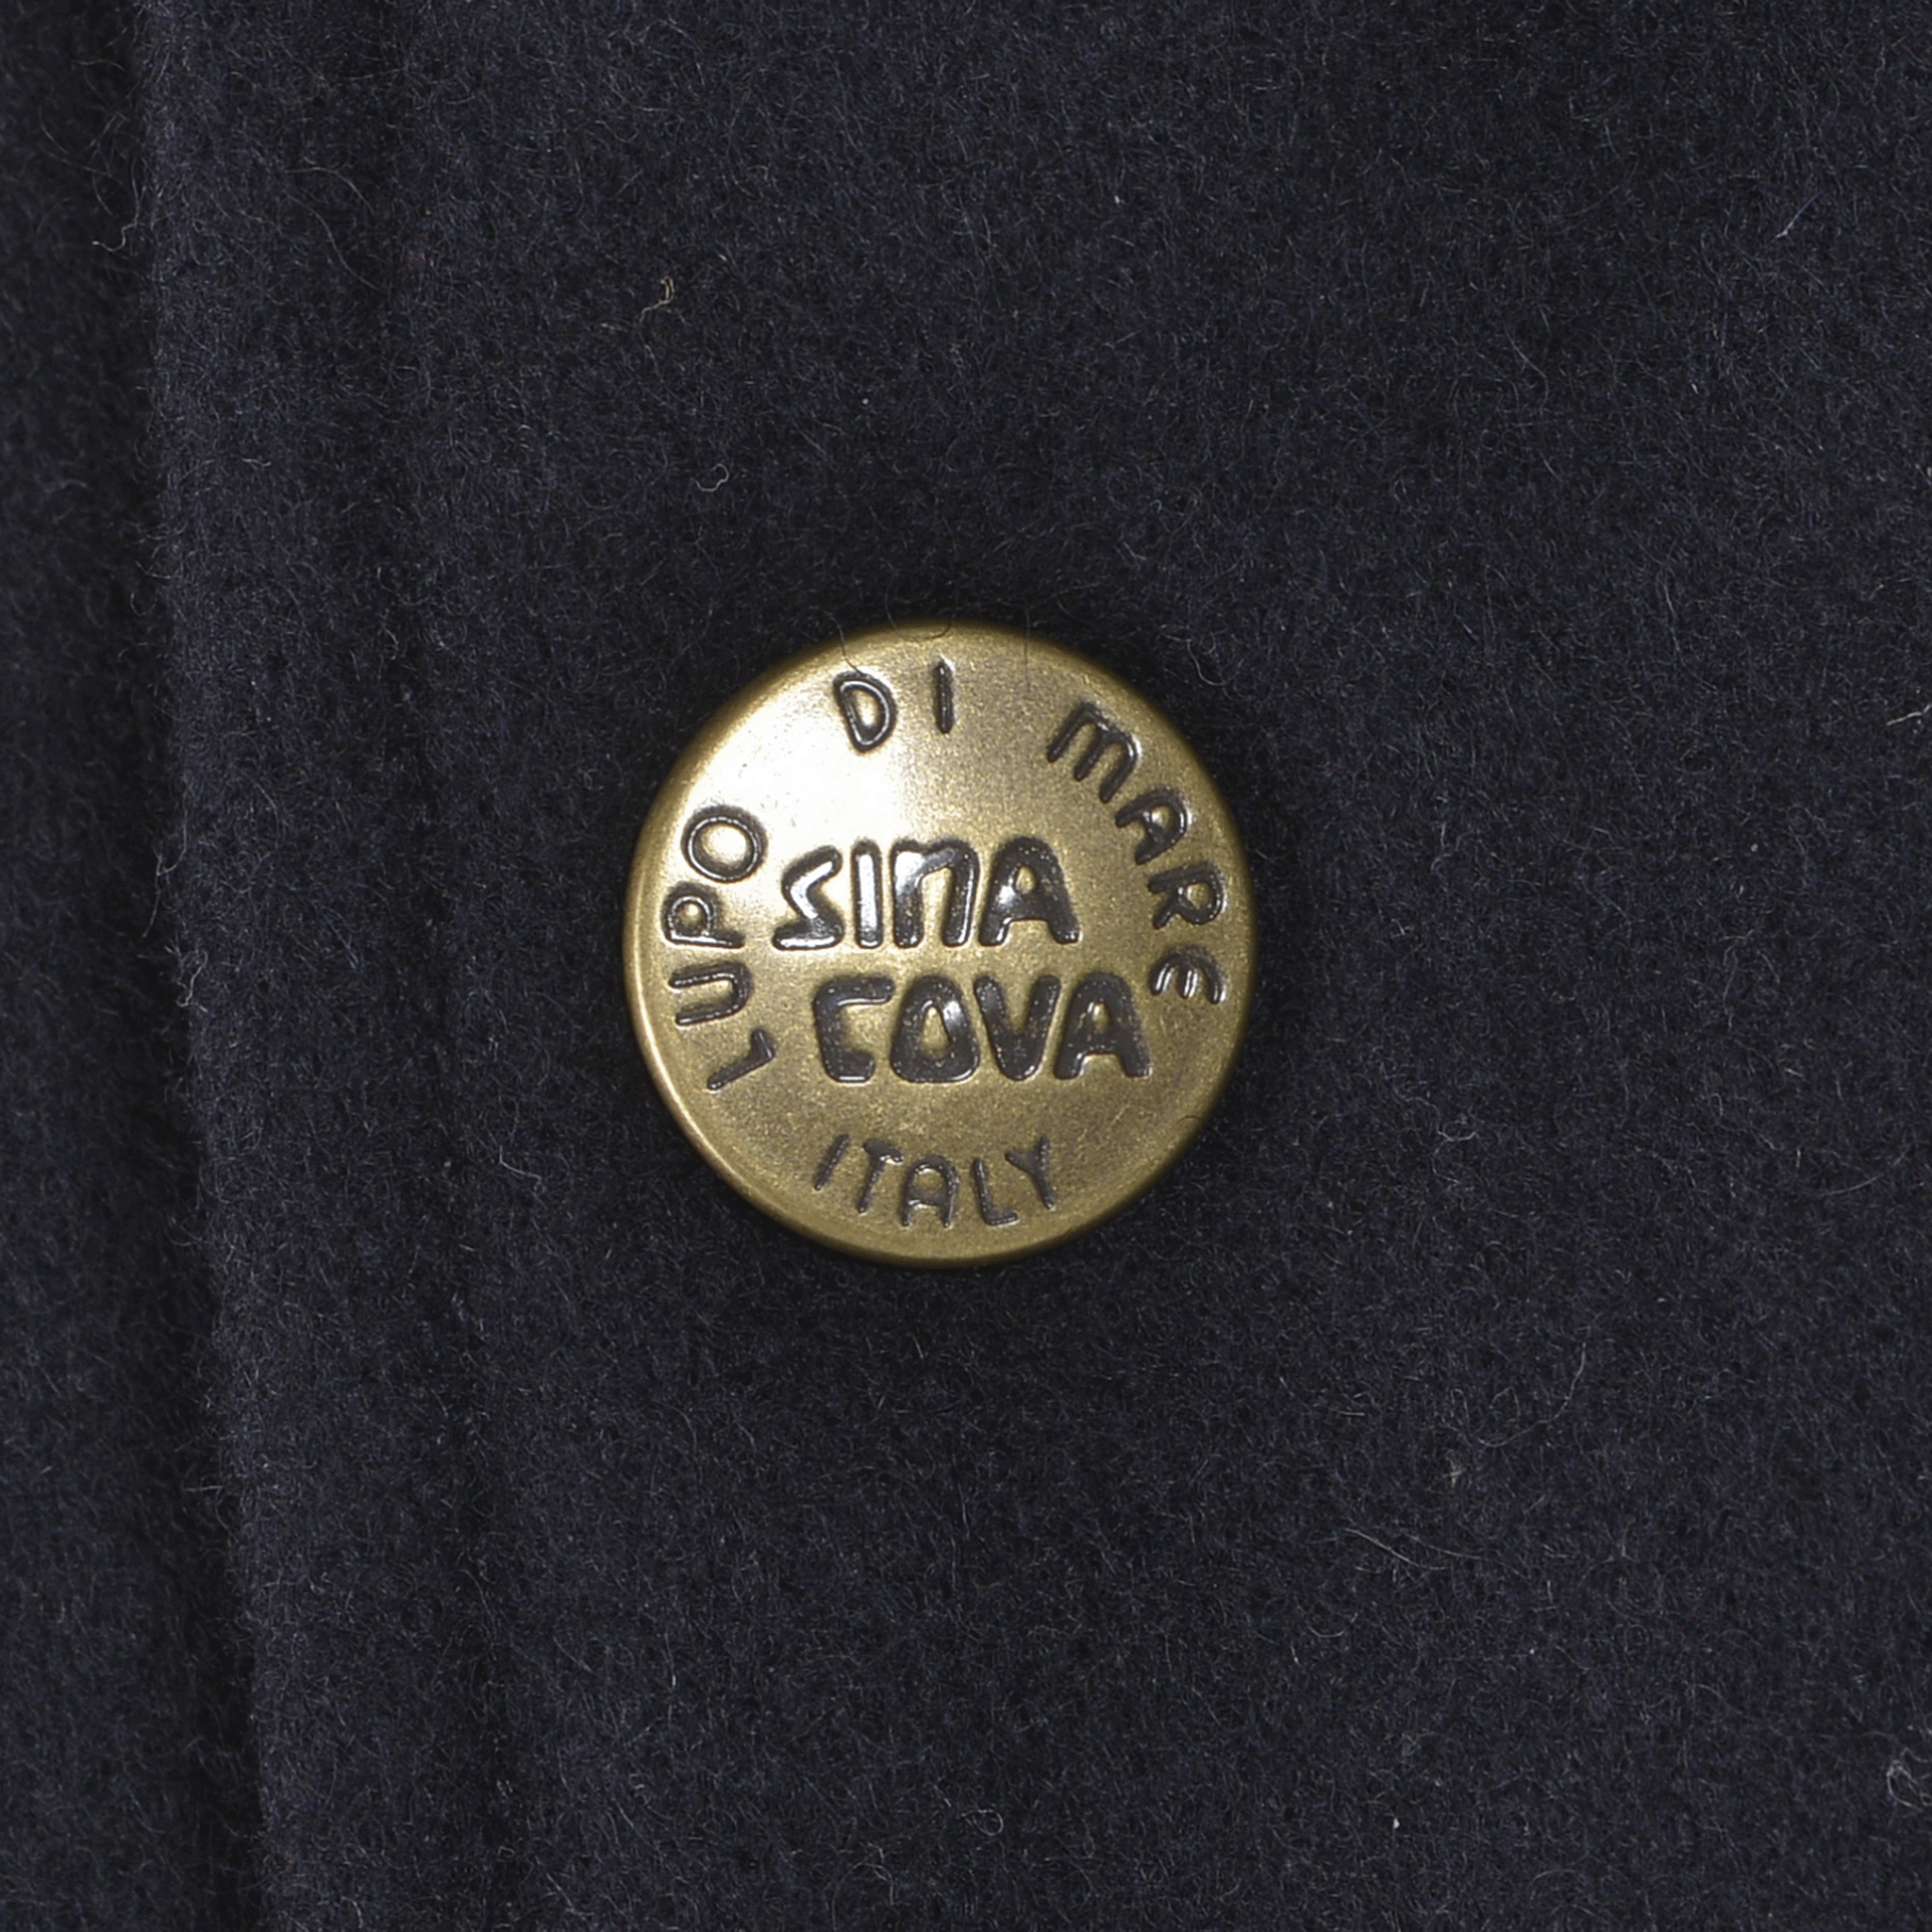 LUPO DI MARE
SINA
COVA
ITALY